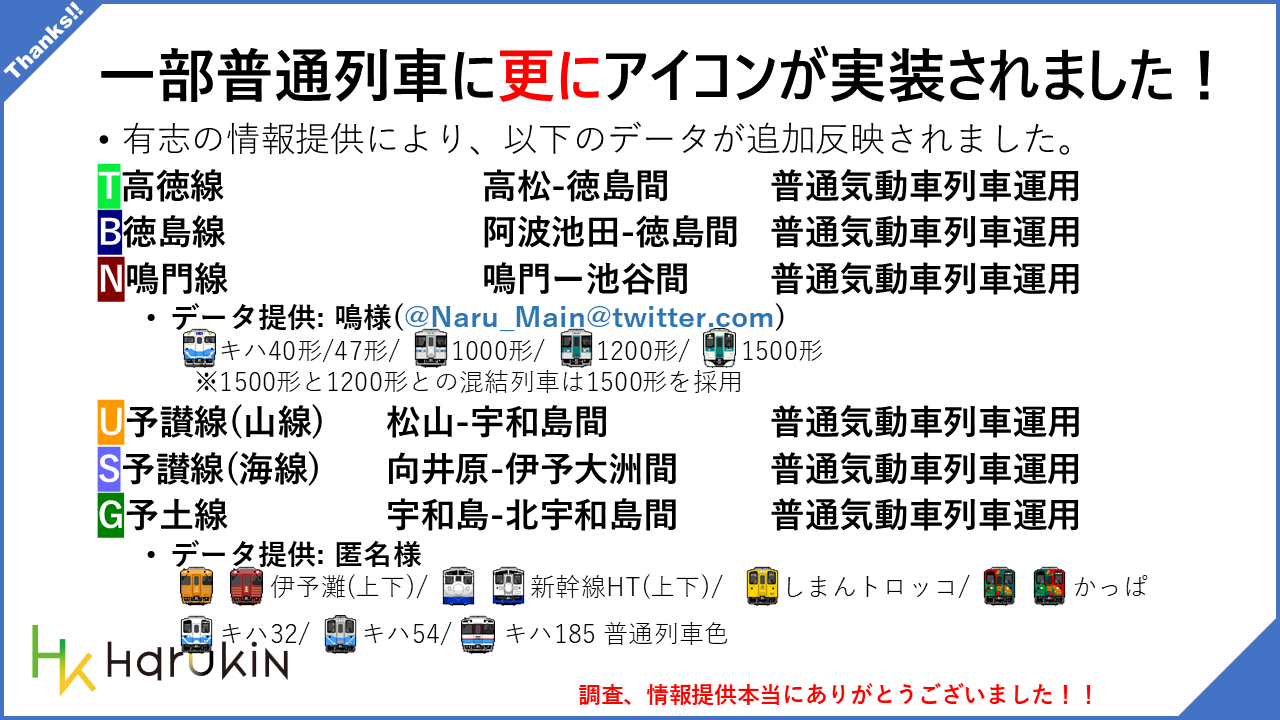 Thanks!!
一部普通列車に更にアイコンが実装されました！
• 有志の情報提供により、以下のデータが追加反映されました。
T高徳線 高松-徳島間 普通気動車列車運用
B徳島線 阿波池田-徳島間 普通気動車列車運用
N鳴門線 鳴門ー池谷間 普通気動車列車運用
• データ提供: 鳴様(@Naru_Main@twitter.com)
キハ40形/47形/ 1000形/ 1200形/ 1500形
※1500形と1200形との混結列車は1500形を採用
U予讃線(山線) 松山-宇和島間 普通気動車列車運用
S予讃線(海線) 向井原-伊予大洲間 普通気動車列車運用
G予土線 宇和島-北宇和島間 普通気動車列車運用
• データ提供: 匿名様
伊予灘(上下)/ 新幹線HT(上下)/ しまんトロッコ/ かっぱ
キハ32/ キハ54/ キハ185 普通列車色
HK HarukiN
調査、情報提供本当にありがとうございました！！